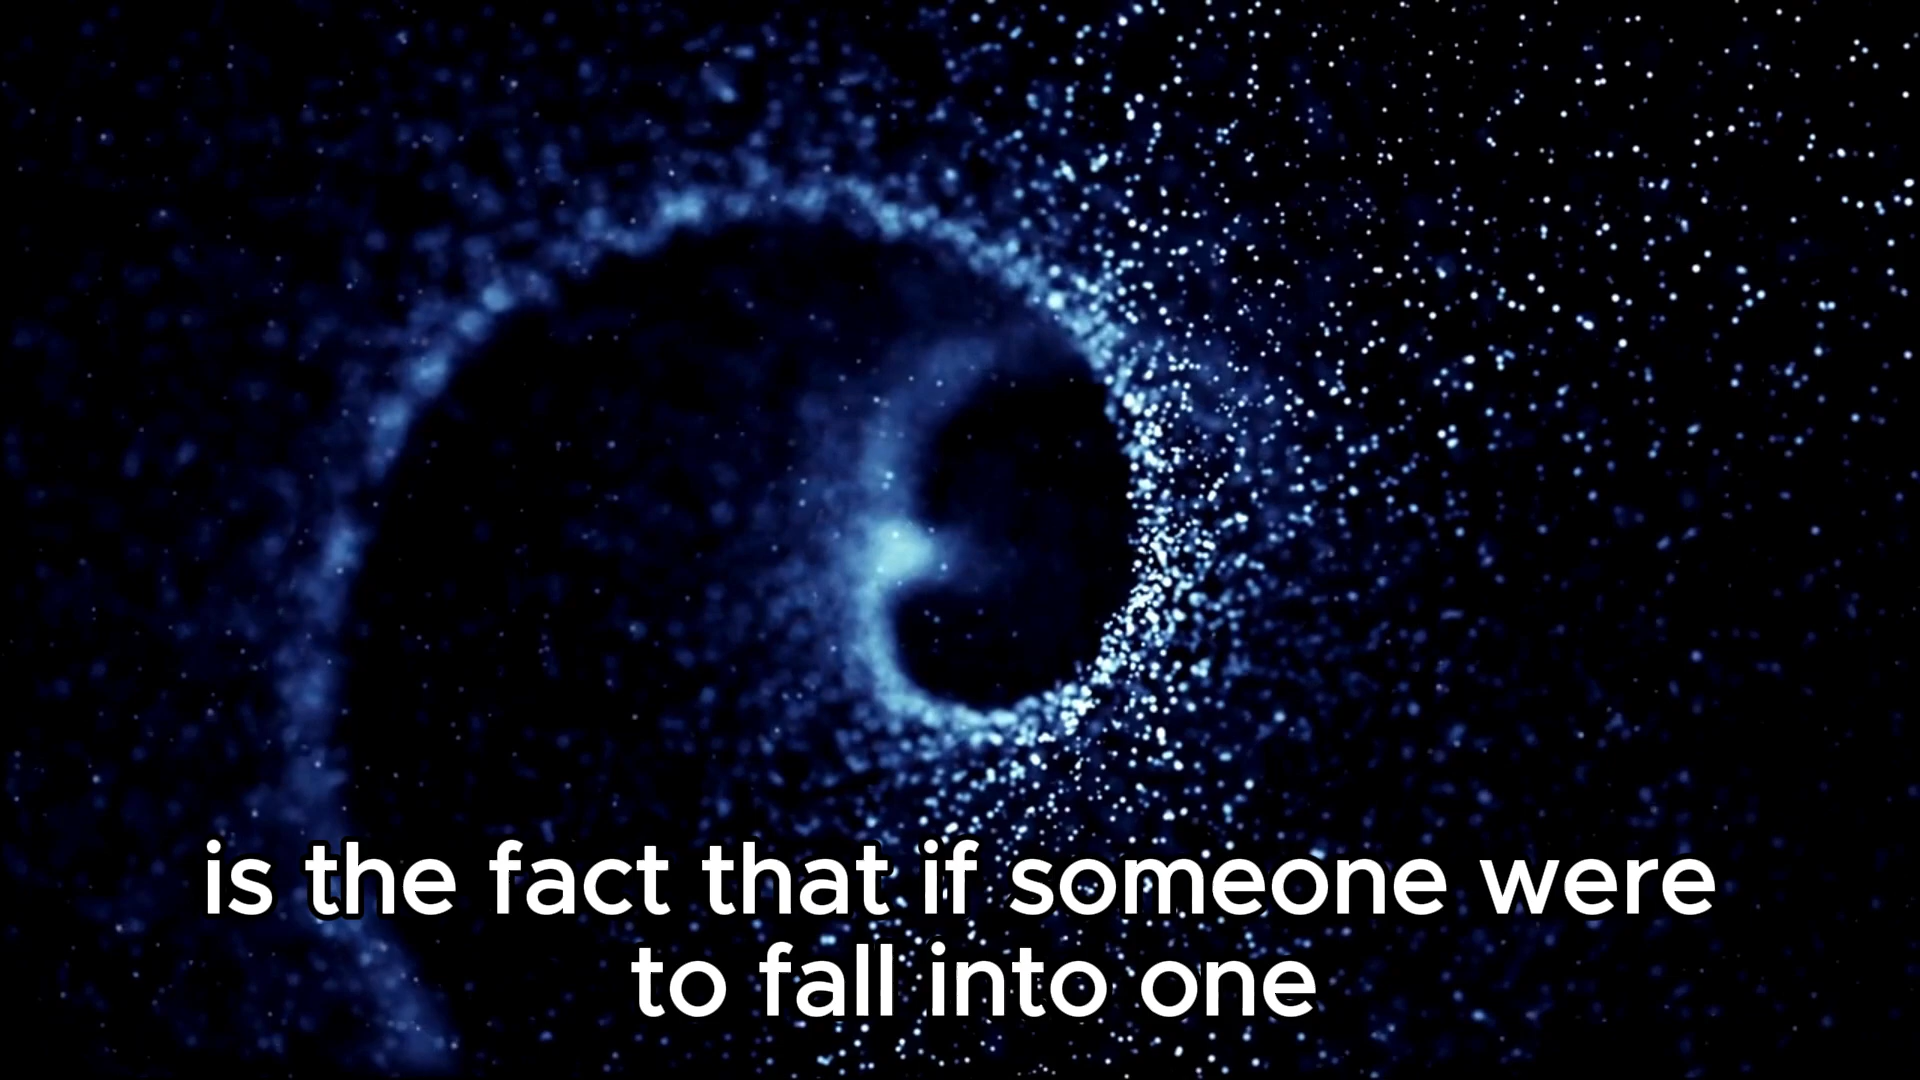 is the fact that if someone were
to fall into one